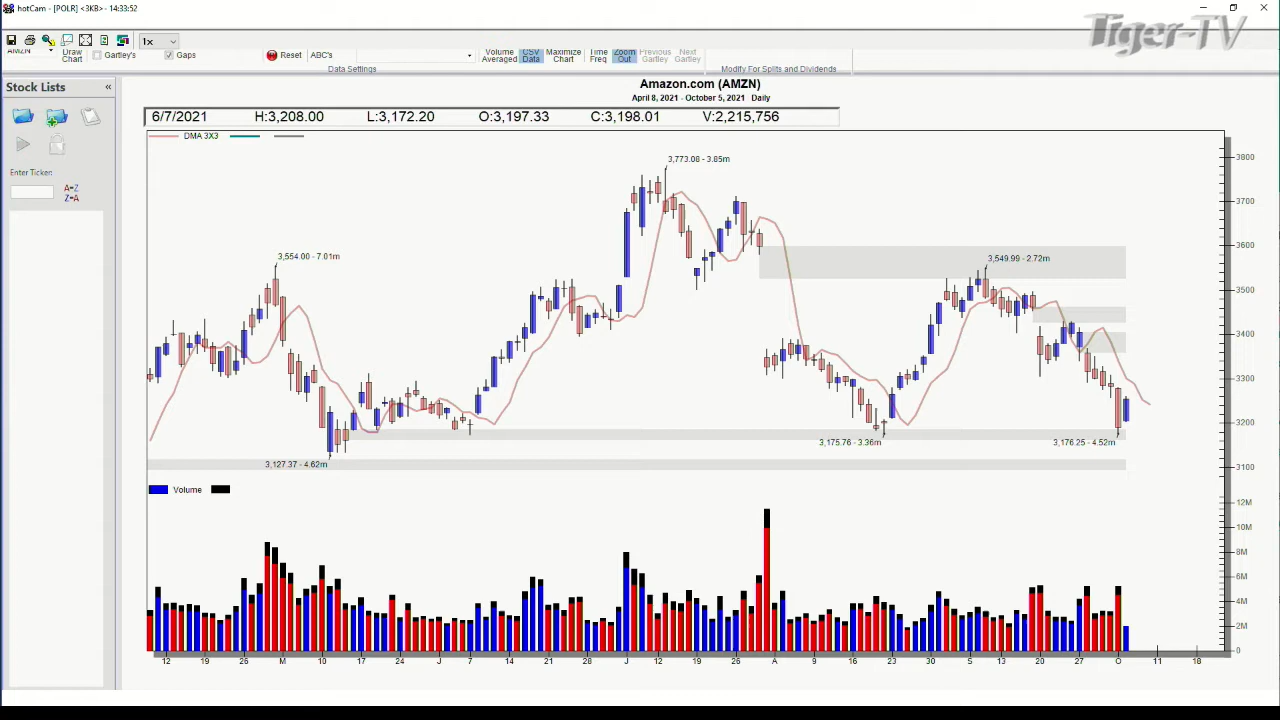 hotCam - [POLR] <3KB> - 14:33:52
Tiger-TV
1x
AMZN Draw Chart Gartley's Gaps Reset ABC's Volume Averaged CSV Data Maximize Chart Time Freq Zoom Out Previous Gartley Next Gartley
Data Settings Modify For Splits and Dividends
Stock Lists «
Amazon.com (AMZN)
April 8, 2021 - October 5, 2021 Daily
6/7/2021 H:3,208.00 L:3,172.20 O:3,197.33 C:3,198.01 V:2,215,756
DMA 3X3
Enter Ticker:
A=Z
Z=A
3,773.08 - 3.85m
3,554.00 - 7.01m
3,549.99 - 2.72m
3,175.76 - 3.36m
3,176.25 - 4.52m
3,127.37 - 4.62m
3800
3700
3600
3500
3400
3300
3200
3100
Volume
12M
10M
8M
6M
4M
2M
0
12 19 26 M 10 17 24 J 7 14 21 28 J 12 19 26 A 9 16 23 30 S 13 20 27 O 11 18